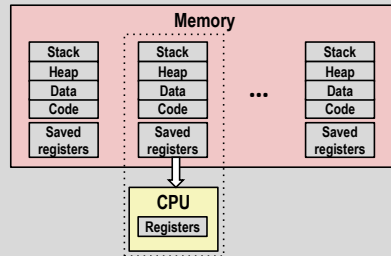 Memory
Stack
Heap
Data
Code
Saved
registers
Stack
Heap
Data
Code
Saved
registers
...
Stack
Heap
Data
Code
Saved
registers
CPU
Registers